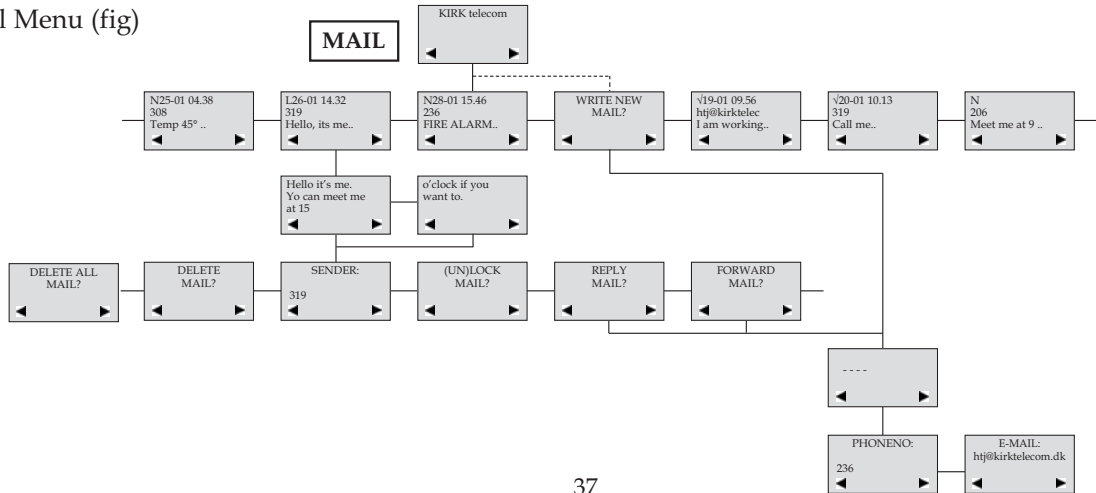 l Menu (fig)
MAIL
KIRK telecom
N25-01 04.38
308
Temp 45° ..
L26-01 14.32
319
Hello, its me..
N28-01 15.46
236
FIRE ALARM..
WRITE NEW
MAIL?
√19-01 09.56
htj@kirktelec
I am working..
√20-01 10.13
319
Call me..
N
206
Meet me at 9 ..
Hello it's me.
Yo can meet me
at 15
o'clock if you
want to.
DELETE ALL
MAIL?
DELETE
MAIL?
SENDER:
319
(UN)LOCK
MAIL?
REPLY
MAIL?
FORWARD
MAIL?
- - - -
PHONENO:
236
E-MAIL:
htj@kirktelecom.dk
37